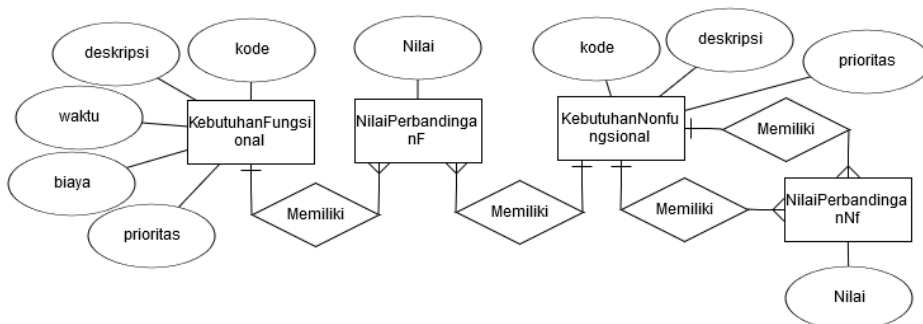 deskripsi
kode
Nilai
kode
deskripsi
prioritas
waktu
KebutuhanFungsi
onal
NilaiPerbandinga
nF
KebutuhanNonfu
ngsional
Memiliki
biaya
prioritas
Memiliki
Memiliki
Memiliki
NilaiPerbandinga
nNf
Nilai